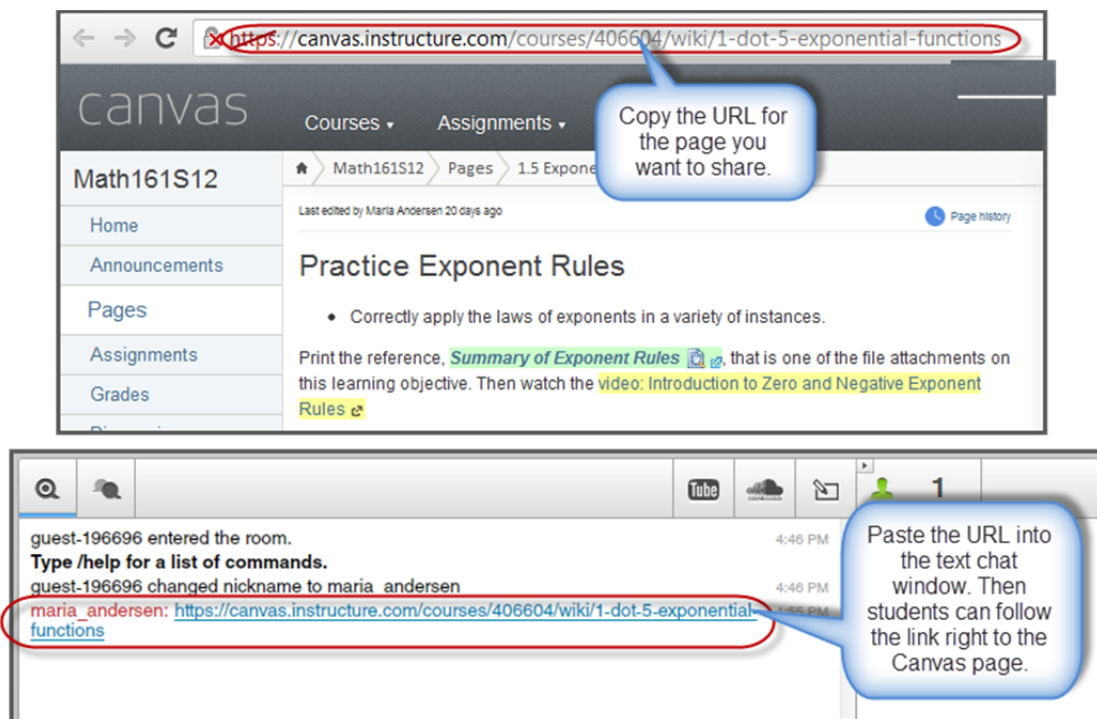 https://canvas.instructure.com/courses/406604/wiki/1-dot-5-exponential-functions
canvas
Courses
Assignments
Copy the URL for
the page you
want to share.
Math161S12
Math161S12
Pages
1.5 Expone
Last edited by Maria Andersen 20 days ago
Page history
Home
Announcements
Pages
Assignments
Grades
Practice Exponent Rules
• Correctly apply the laws of exponents in a variety of instances.
Print the reference, Summary of Exponent Rules, that is one of the file attachments on
this learning objective. Then watch the video: Introduction to Zero and Negative Exponent
Rules
Tube
SOUNDCLOUD
1
guest-196696 entered the room. 4:46 PM
Type /help for a list of commands.
guest-196696 changed nickname to maria_andersen 4:46 PM
maria_andersen: https://canvas.instructure.com/courses/406604/wiki/1-dot-5-exponential- 4:55 PM
functions
Paste the URL into
the text chat
window. Then
students can follow
the link right to the
Canvas page.